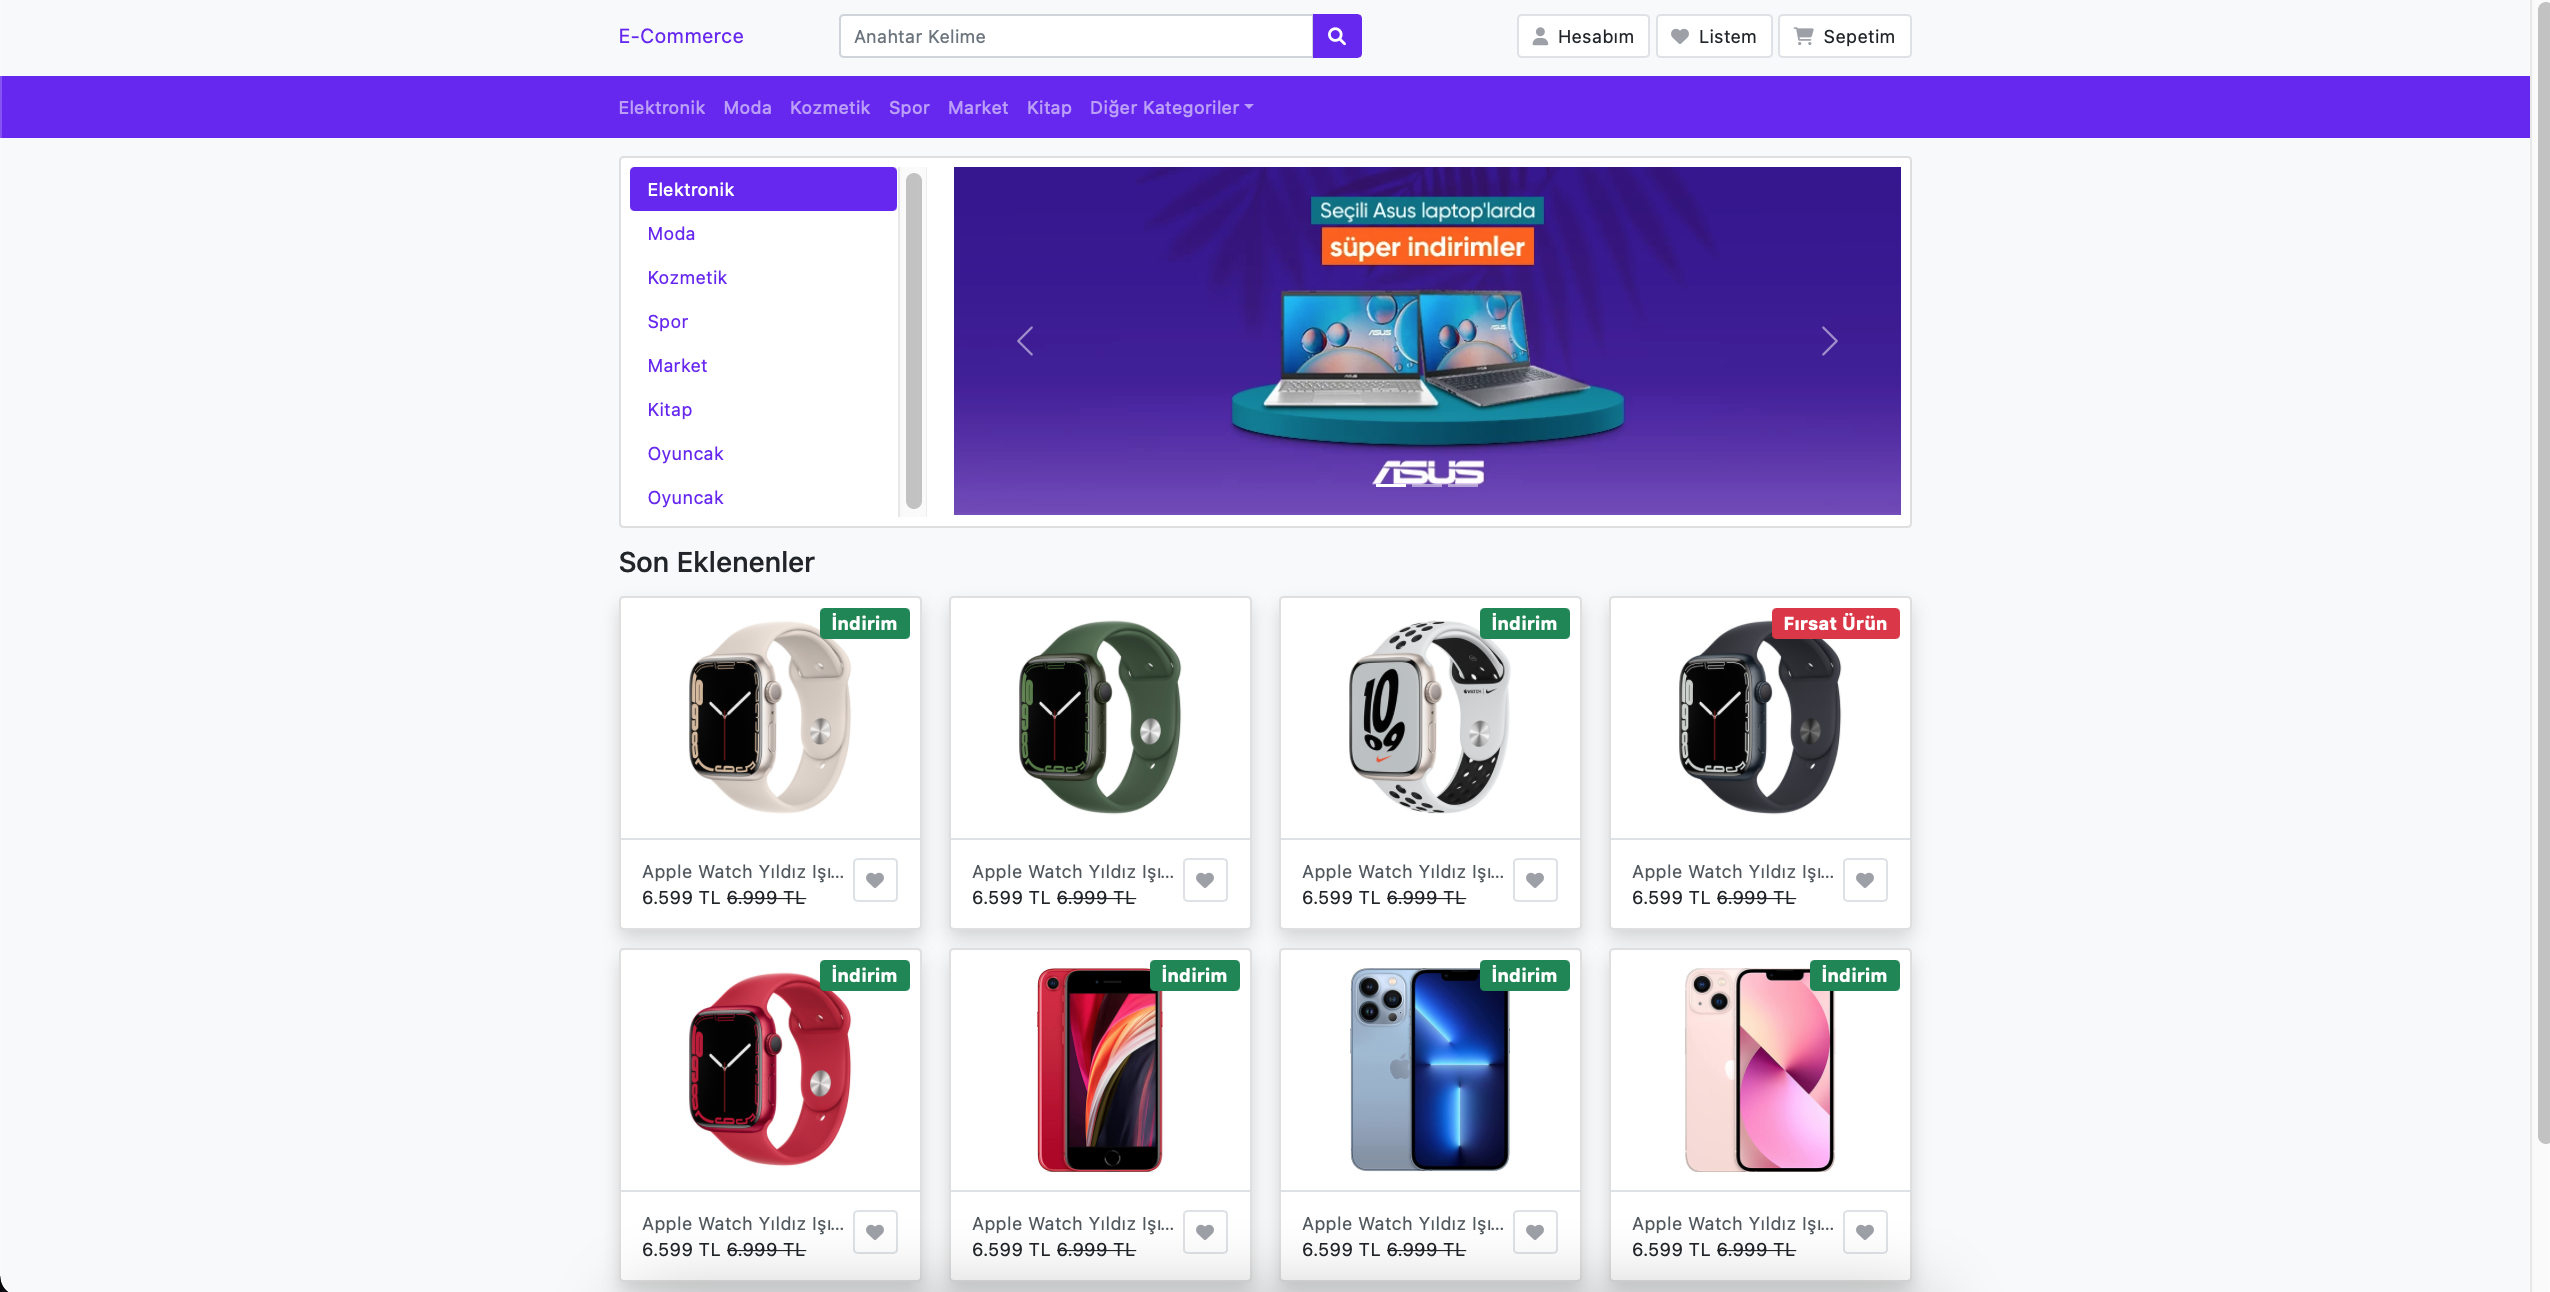 E-Commerce
Anahtar Kelime
Hesabım
Listem
Sepetim
Elektronik Moda Kozmetik Spor Market Kitap Diğer Kategoriler
Elektronik
Moda
Kozmetik
Spor
Market
Kitap
Oyuncak
Oyuncak
Seçili Asus laptop'larda
süper indirimler
ASUS
ASUS
ASUS
Son Eklenenler
İndirim
İndirim
Fırsat Ürün
Apple Watch Yıldız Işı...
6.599 TL 6.999 TL
Apple Watch Yıldız Işı...
6.599 TL 6.999 TL
Apple Watch Yıldız Işı...
6.599 TL 6.999 TL
Apple Watch Yıldız Işı...
6.599 TL 6.999 TL
İndirim
İndirim
İndirim
İndirim
Apple Watch Yıldız Işı...
6.599 TL 6.999 TL
Apple Watch Yıldız Işı...
6.599 TL 6.999 TL
Apple Watch Yıldız Işı...
6.599 TL 6.999 TL
Apple Watch Yıldız Işı...
6.599 TL 6.999 TL